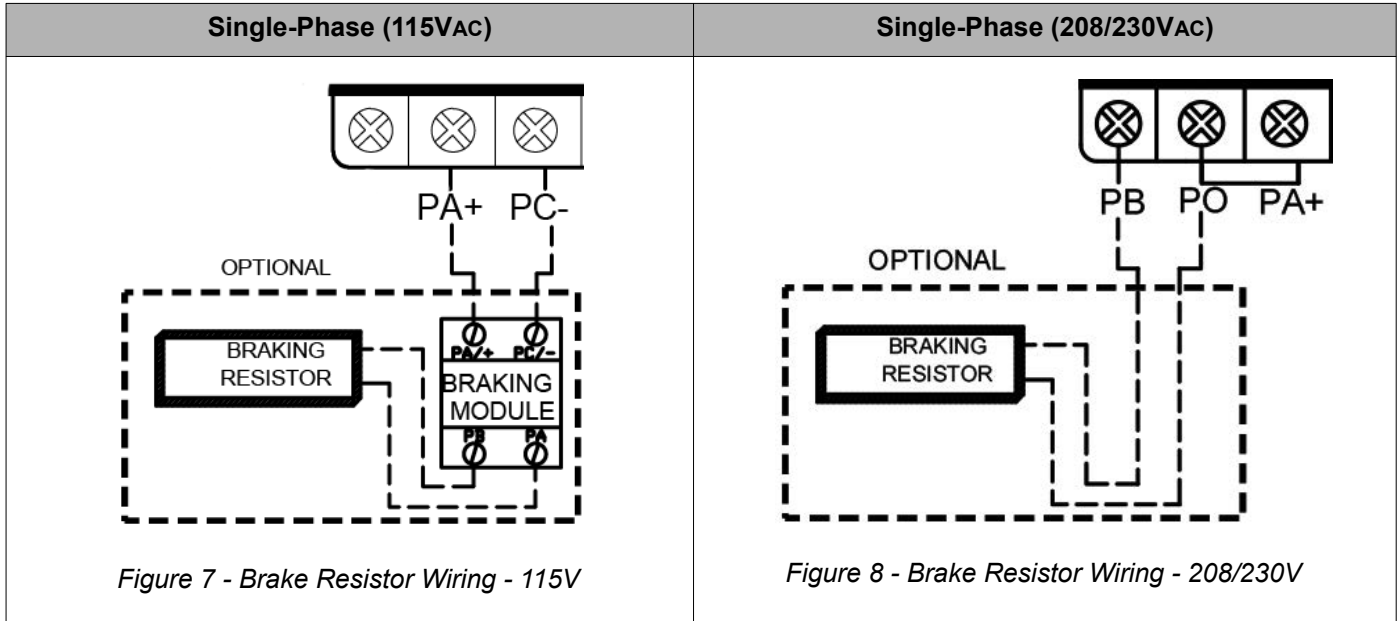 Single-Phase (115VAC)
PA+ PC-
OPTIONAL
BRAKING
RESISTOR
PA/+ PC/-
BRAKING
MODULE
PB PA
Figure 7 - Brake Resistor Wiring - 115V
Single-Phase (208/230VAC)
PB PO PA+
OPTIONAL
BRAKING
RESISTOR
Figure 8 - Brake Resistor Wiring - 208/230V